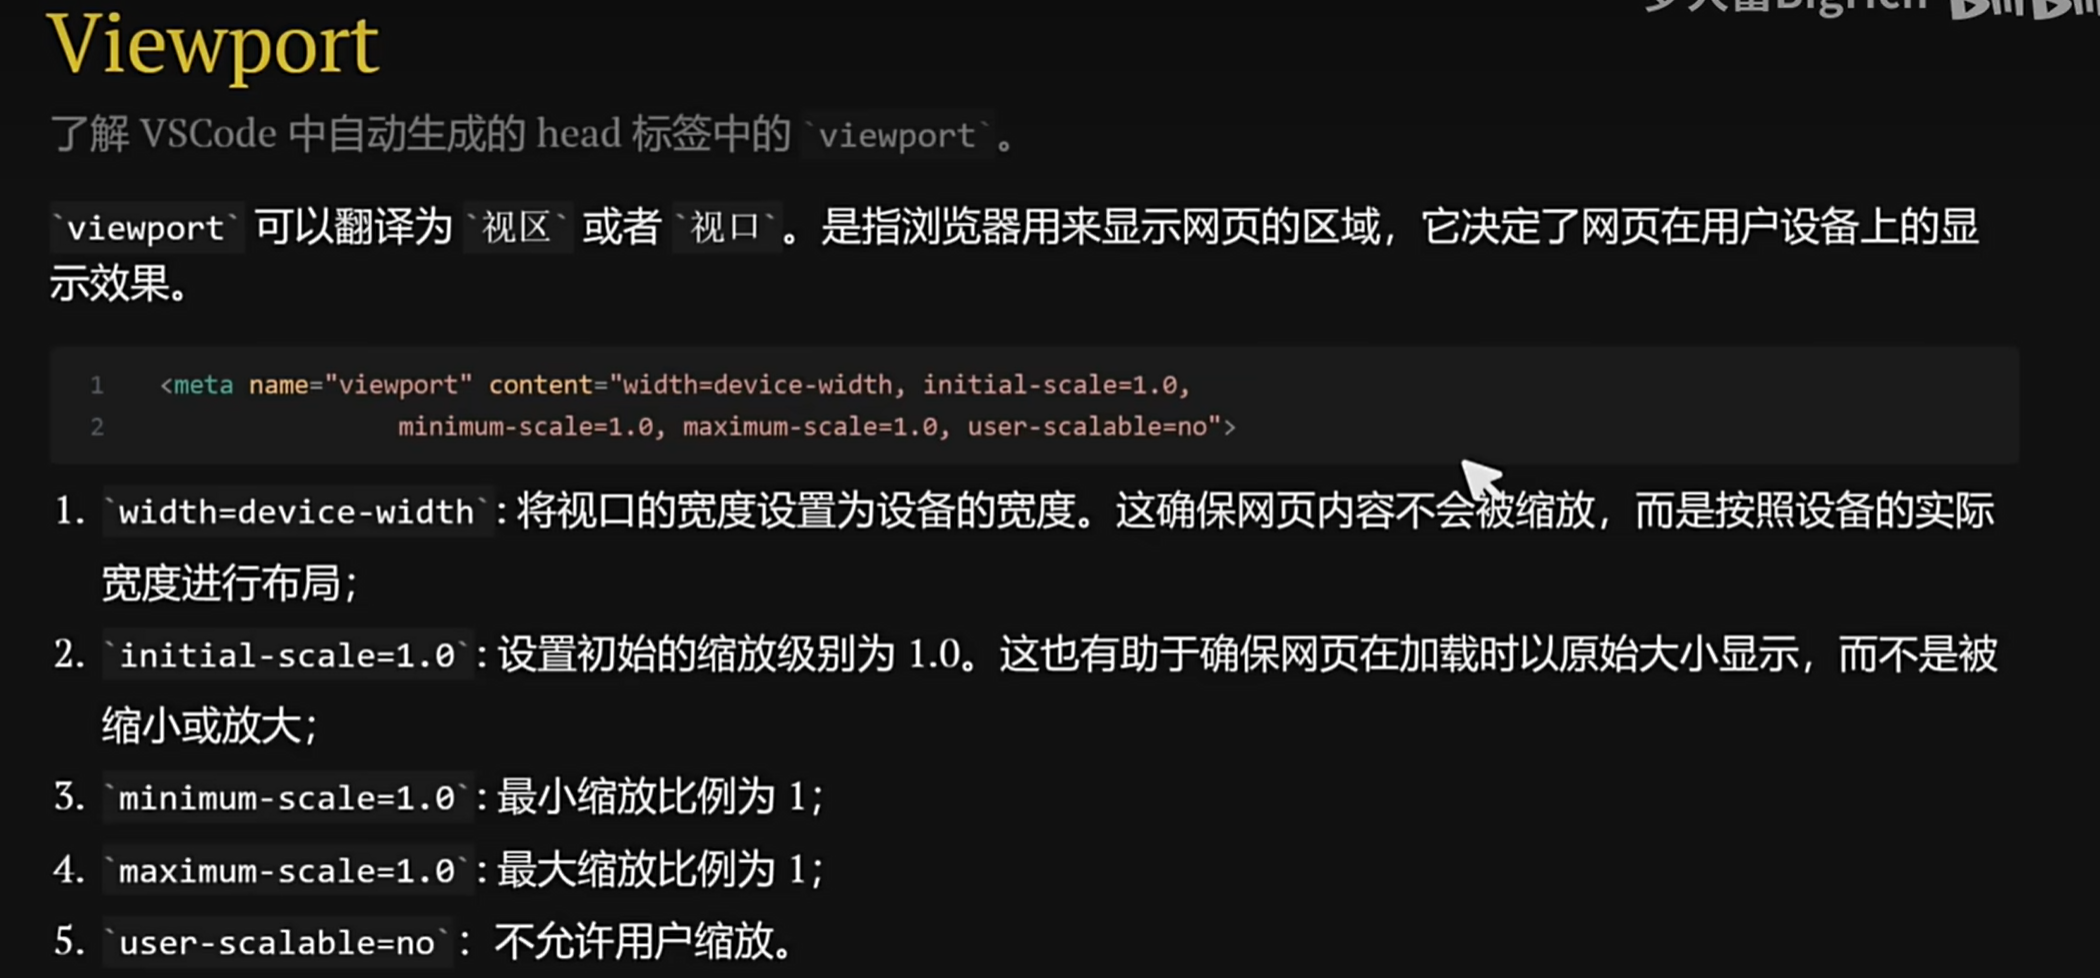 Viewport
了解 VSCode 中自动生成的 head 标签中的 `viewport`。
`viewport` 可以翻译为 `视区` 或者 `视口`。是指浏览器用来显示网页的区域，它决定了网页在用户设备上的显
示效果。
1 <meta name="viewport" content="width=device-width, initial-scale=1.0,
2 minimum-scale=1.0, maximum-scale=1.0, user-scalable=no">
1. `width=device-width`: 将视口的宽度设置为设备的宽度。这确保网页内容不会被缩放，而是按照设备的实际
宽度进行布局；
2. `initial-scale=1.0`: 设置初始的缩放级别为 1.0。这也有助于确保网页在加载时以原始大小显示，而不是被
缩小或放大；
3. `minimum-scale=1.0`: 最小缩放比例为 1；
4. `maximum-scale=1.0`: 最大缩放比例为 1；
5. `user-scalable=no`： 不允许用户缩放。